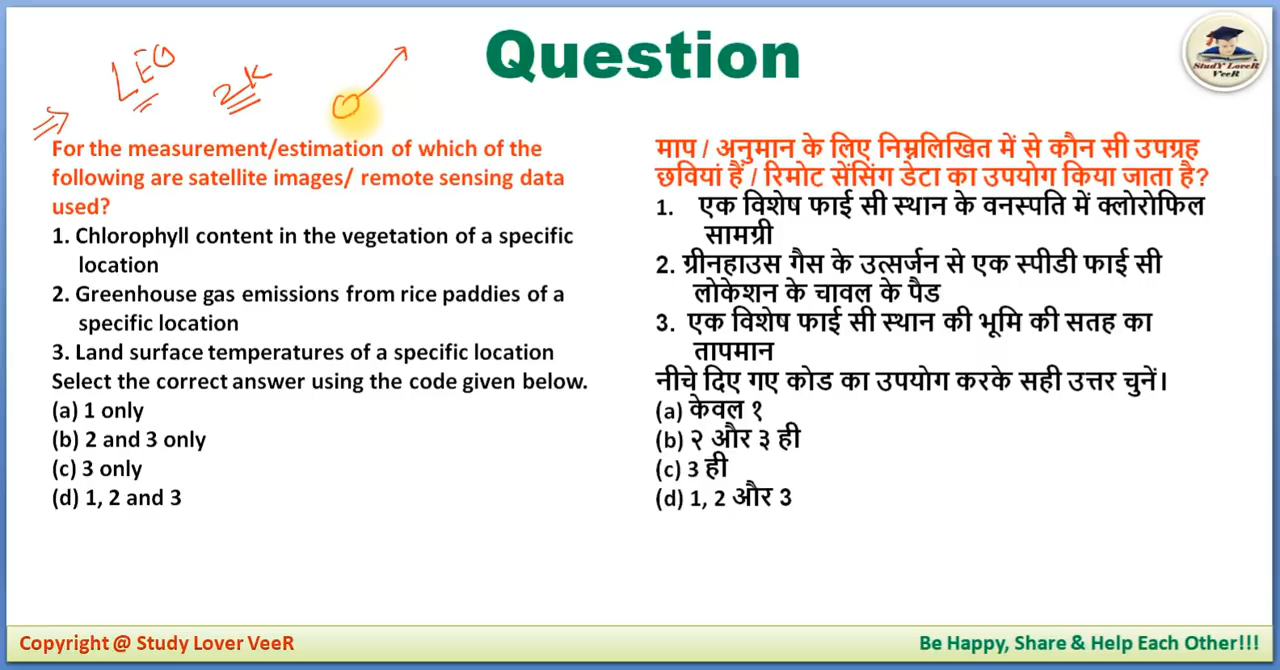 Question
LEO
2K
StudY LoveR
VeeR
For the measurement/estimation of which of the
following are satellite images/ remote sensing data
used?
1. Chlorophyll content in the vegetation of a specific
location
2. Greenhouse gas emissions from rice paddies of a
specific location
3. Land surface temperatures of a specific location
Select the correct answer using the code given below.
(a) 1 only
(b) 2 and 3 only
(c) 3 only
(d) 1, 2 and 3
माप / अनुमान के लिए निम्नलिखित में से कौन सी उपग्रह
छवियां हैं / रिमोट सेंसिंग डेटा का उपयोग किया जाता है?
1. एक विशेष फाई सी स्थान के वनस्पति में क्लोरोफिल
सामग्री
2. ग्रीनहाउस गैस के उत्सर्जन से एक स्पीडी फाई सी
लोकेशन के चावल के पैड
3. एक विशेष फाई सी स्थान की भूमि की सतह का
तापमान
नीचे दिए गए कोड का उपयोग करके सही उत्तर चुनें।
(a) केवल १
(b) २ और ३ ही
(c) 3 ही
(d) 1, 2 और 3
Copyright @ Study Lover VeeR
Be Happy, Share & Help Each Other!!!